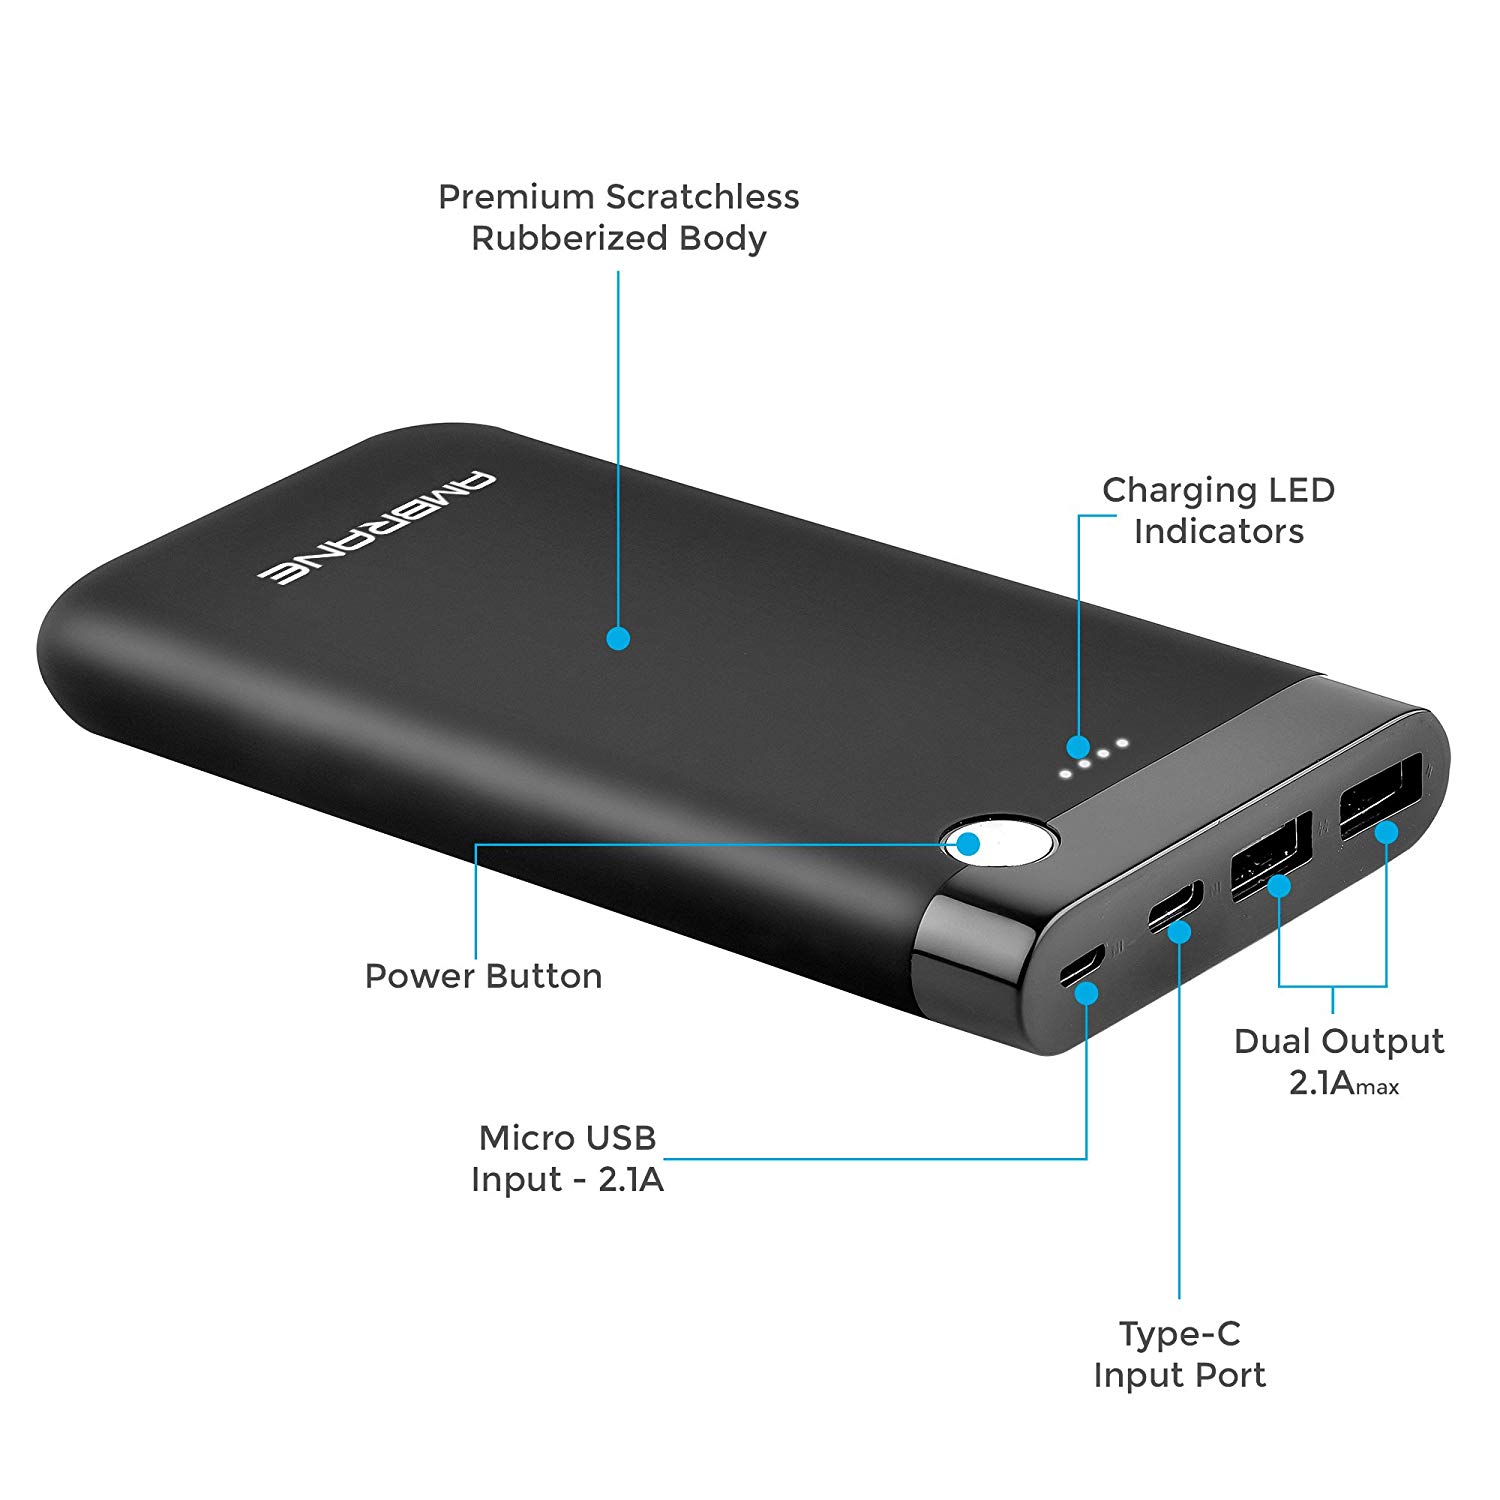 Premium Scratchless
Rubberized Body
AMBRANE
Charging LED
Indicators
Power Button
Dual Output
2.1Amax
Micro USB
Input - 2.1A
Type-C
Input Port